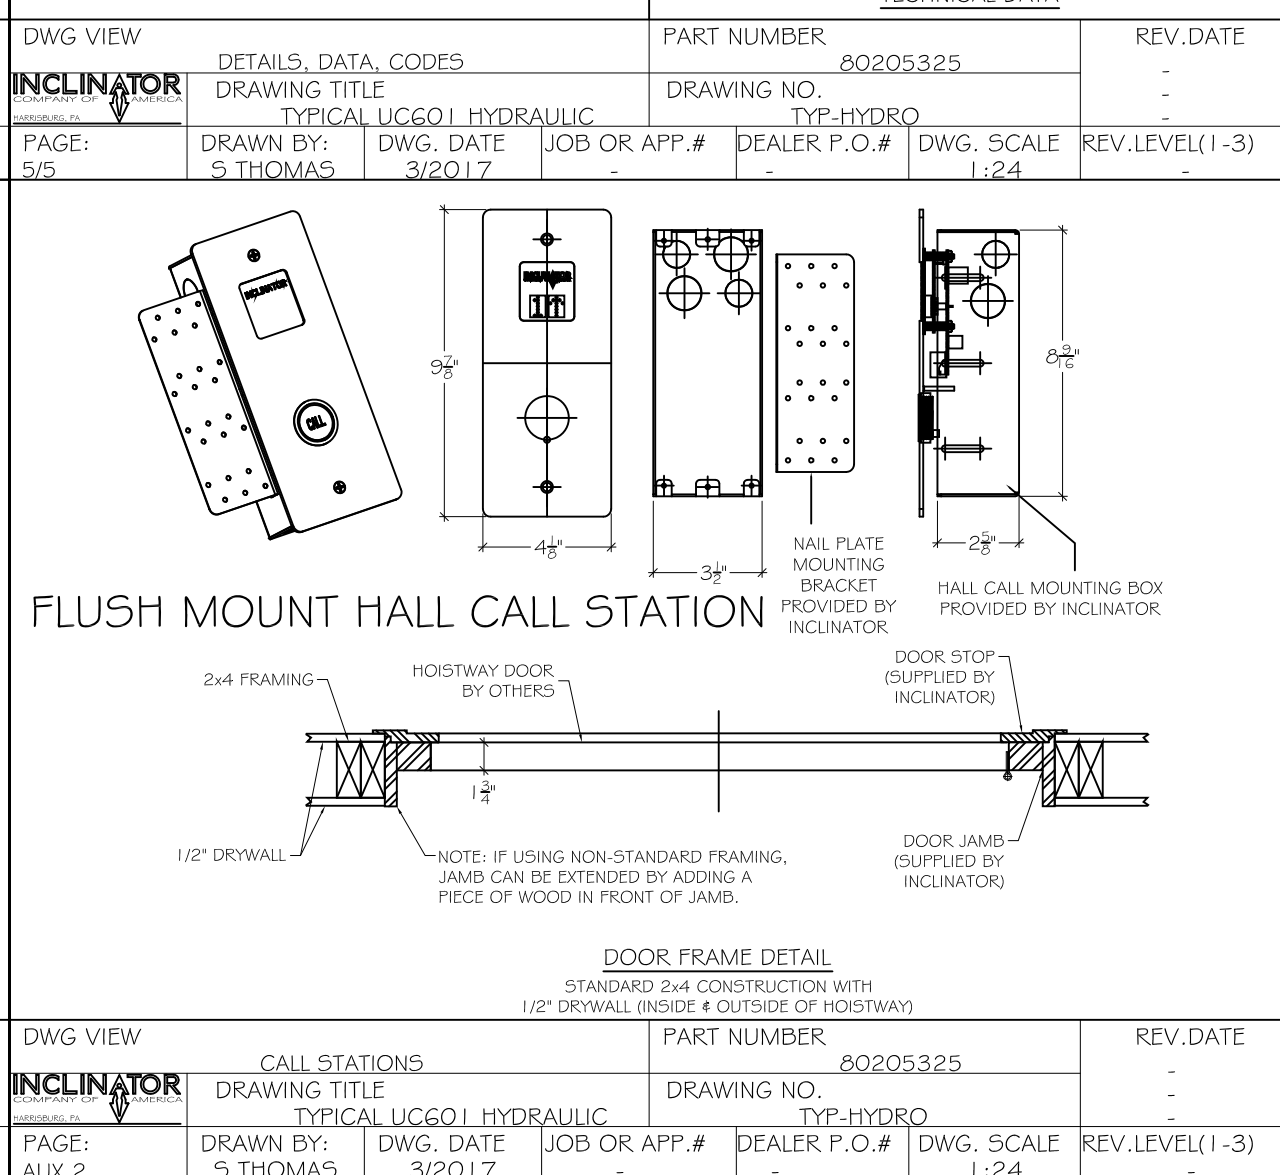 TECHNICAL DATA
DWG VIEW
DETAILS, DATA, CODES
PART NUMBER
80205325
REV.DATE
-
-
-
INCLINATOR
COMPANY OF AMERICA
HARRISBURG, PA
DRAWING TITLE
TYPICAL UC601 HYDRAULIC
DRAWING NO.
TYP-HYDRO
PAGE:
5/5
DRAWN BY:
S THOMAS
DWG. DATE
3/2017
JOB OR APP.#
-
DEALER P.O.#
-
DWG. SCALE
1:24
REV.LEVEL(1-3)
-
INCLINATOR
CALL
INCLINATOR
9 7/8"
4 1/8"
3 1/2"
8 9/16"
2 5/8"
NAIL PLATE
MOUNTING
BRACKET
PROVIDED BY
INCLINATOR
HALL CALL MOUNTING BOX
PROVIDED BY INCLINATOR
FLUSH MOUNT HALL CALL STATION
2x4 FRAMING
HOISTWAY DOOR
BY OTHERS
DOOR STOP
(SUPPLIED BY
INCLINATOR)
1 3/4"
1/2" DRYWALL
NOTE: IF USING NON-STANDARD FRAMING,
JAMB CAN BE EXTENDED BY ADDING A
PIECE OF WOOD IN FRONT OF JAMB.
DOOR JAMB
(SUPPLIED BY
INCLINATOR)
DOOR FRAME DETAIL
STANDARD 2x4 CONSTRUCTION WITH
1/2" DRYWALL (INSIDE & OUTSIDE OF HOISTWAY)
DWG VIEW
CALL STATIONS
PART NUMBER
80205325
REV.DATE
-
-
-
INCLINATOR
COMPANY OF AMERICA
HARRISBURG, PA
DRAWING TITLE
TYPICAL UC601 HYDRAULIC
DRAWING NO.
TYP-HYDRO
PAGE:
AUX 2
DRAWN BY:
S THOMAS
DWG. DATE
3/2017
JOB OR APP.#
-
DEALER P.O.#
-
DWG. SCALE
1:24
REV.LEVEL(1-3)